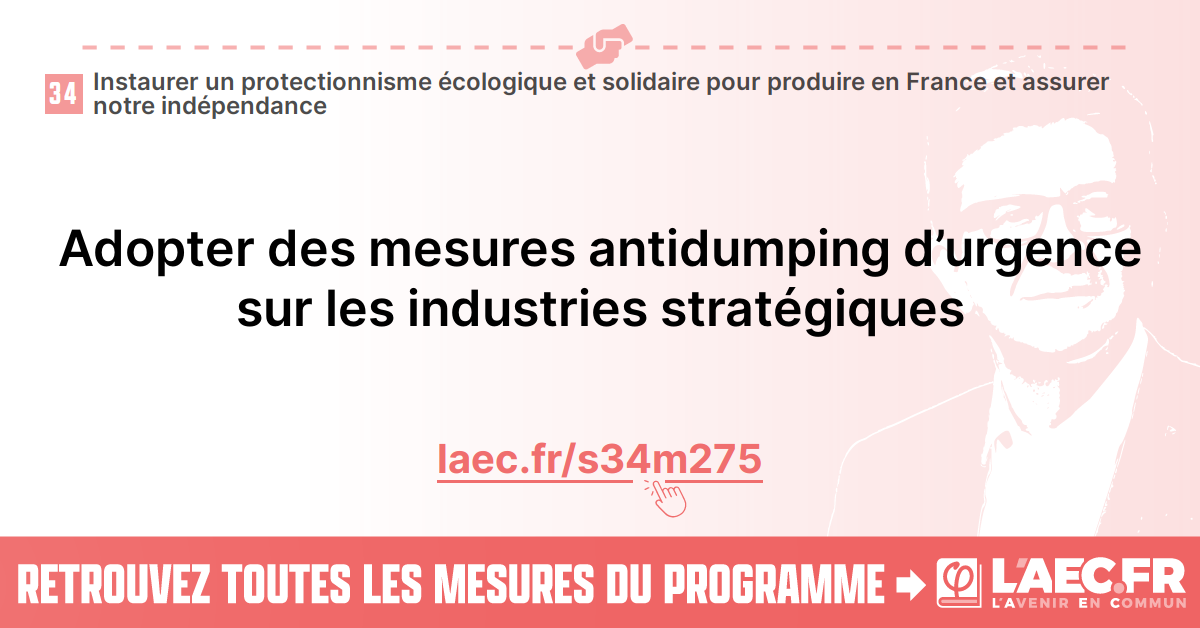 34
Instaurer un protectionnisme écologique et solidaire pour produire en France et assurer
notre indépendance
Adopter des mesures antidumping d’urgence
sur les industries stratégiques
laec.fr/s34m275
RETROUVEZ TOUTES LES MESURES DU PROGRAMME
L'AEC.FR
L'AVENIR EN COMMUN